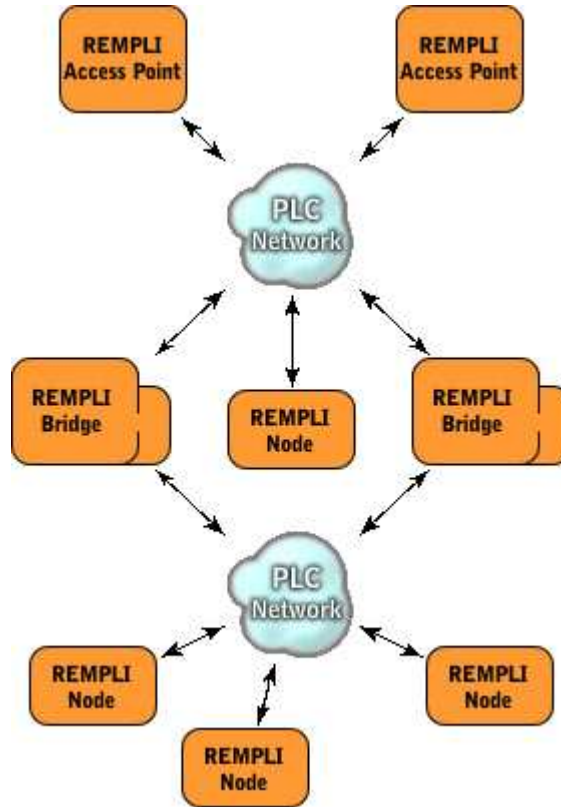 REMPLI
Access Point
REMPLI
Access Point
PLC
Network
REMPLI
Bridge
REMPLI
Node
REMPLI
Bridge
PLC
Network
REMPLI
Node
REMPLI
Node
REMPLI
Node